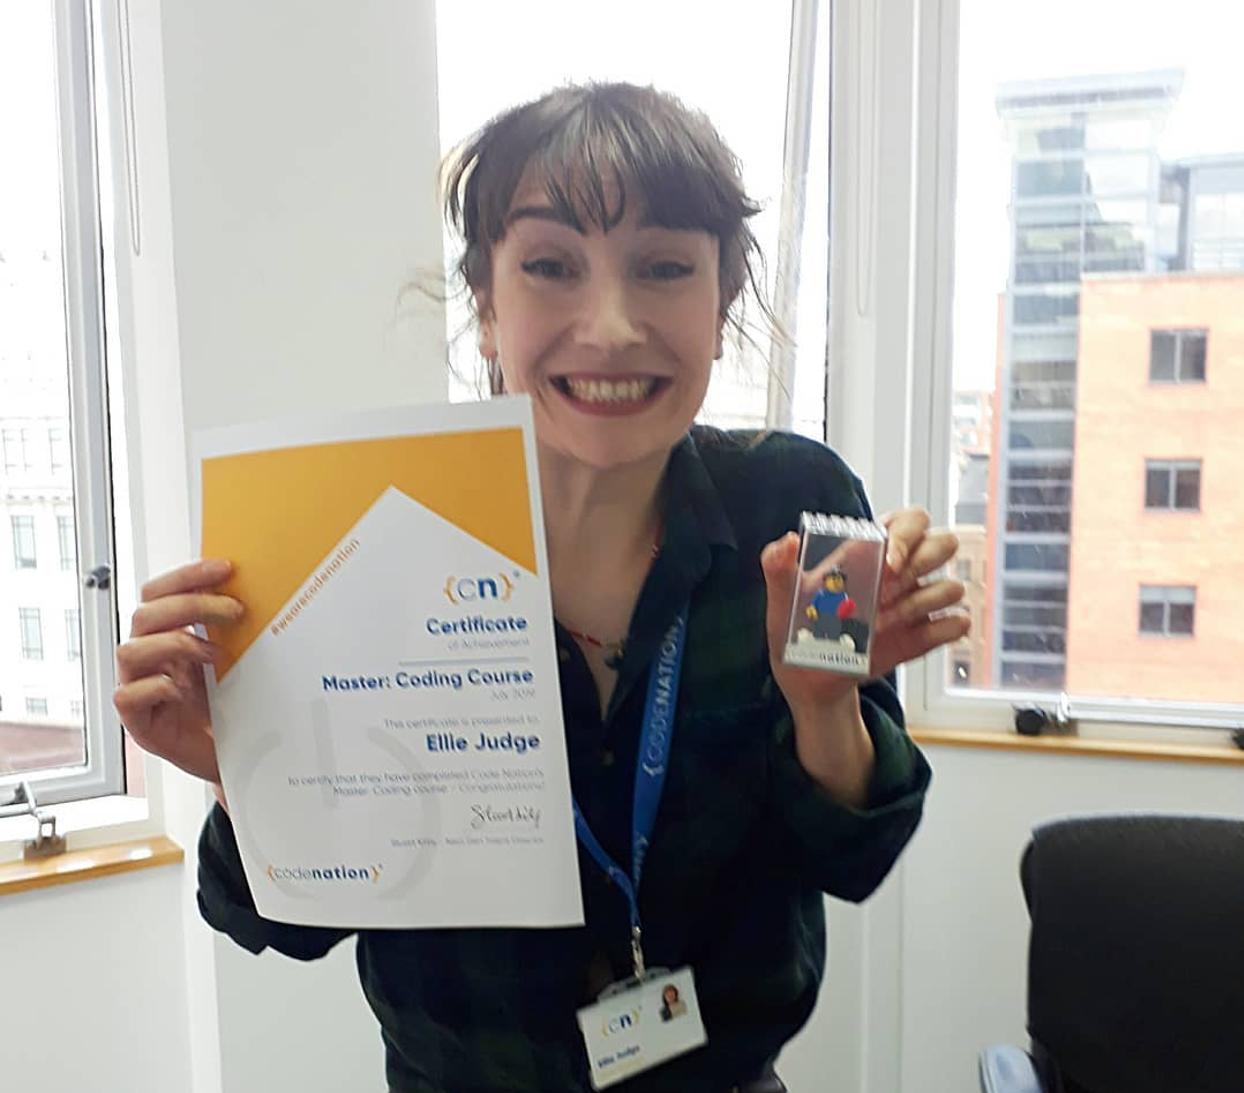 #wearecodenation
{cn}
Certificate
of Achievement
Master: Coding Course
July 2019
This certificate is presented to:
Ellie Judge
to certify that they have completed Code Nation's
Master: Coding course - Congratulations!
{codenation}
{CODENATION}
codenation
{cn}
Ellie Judge